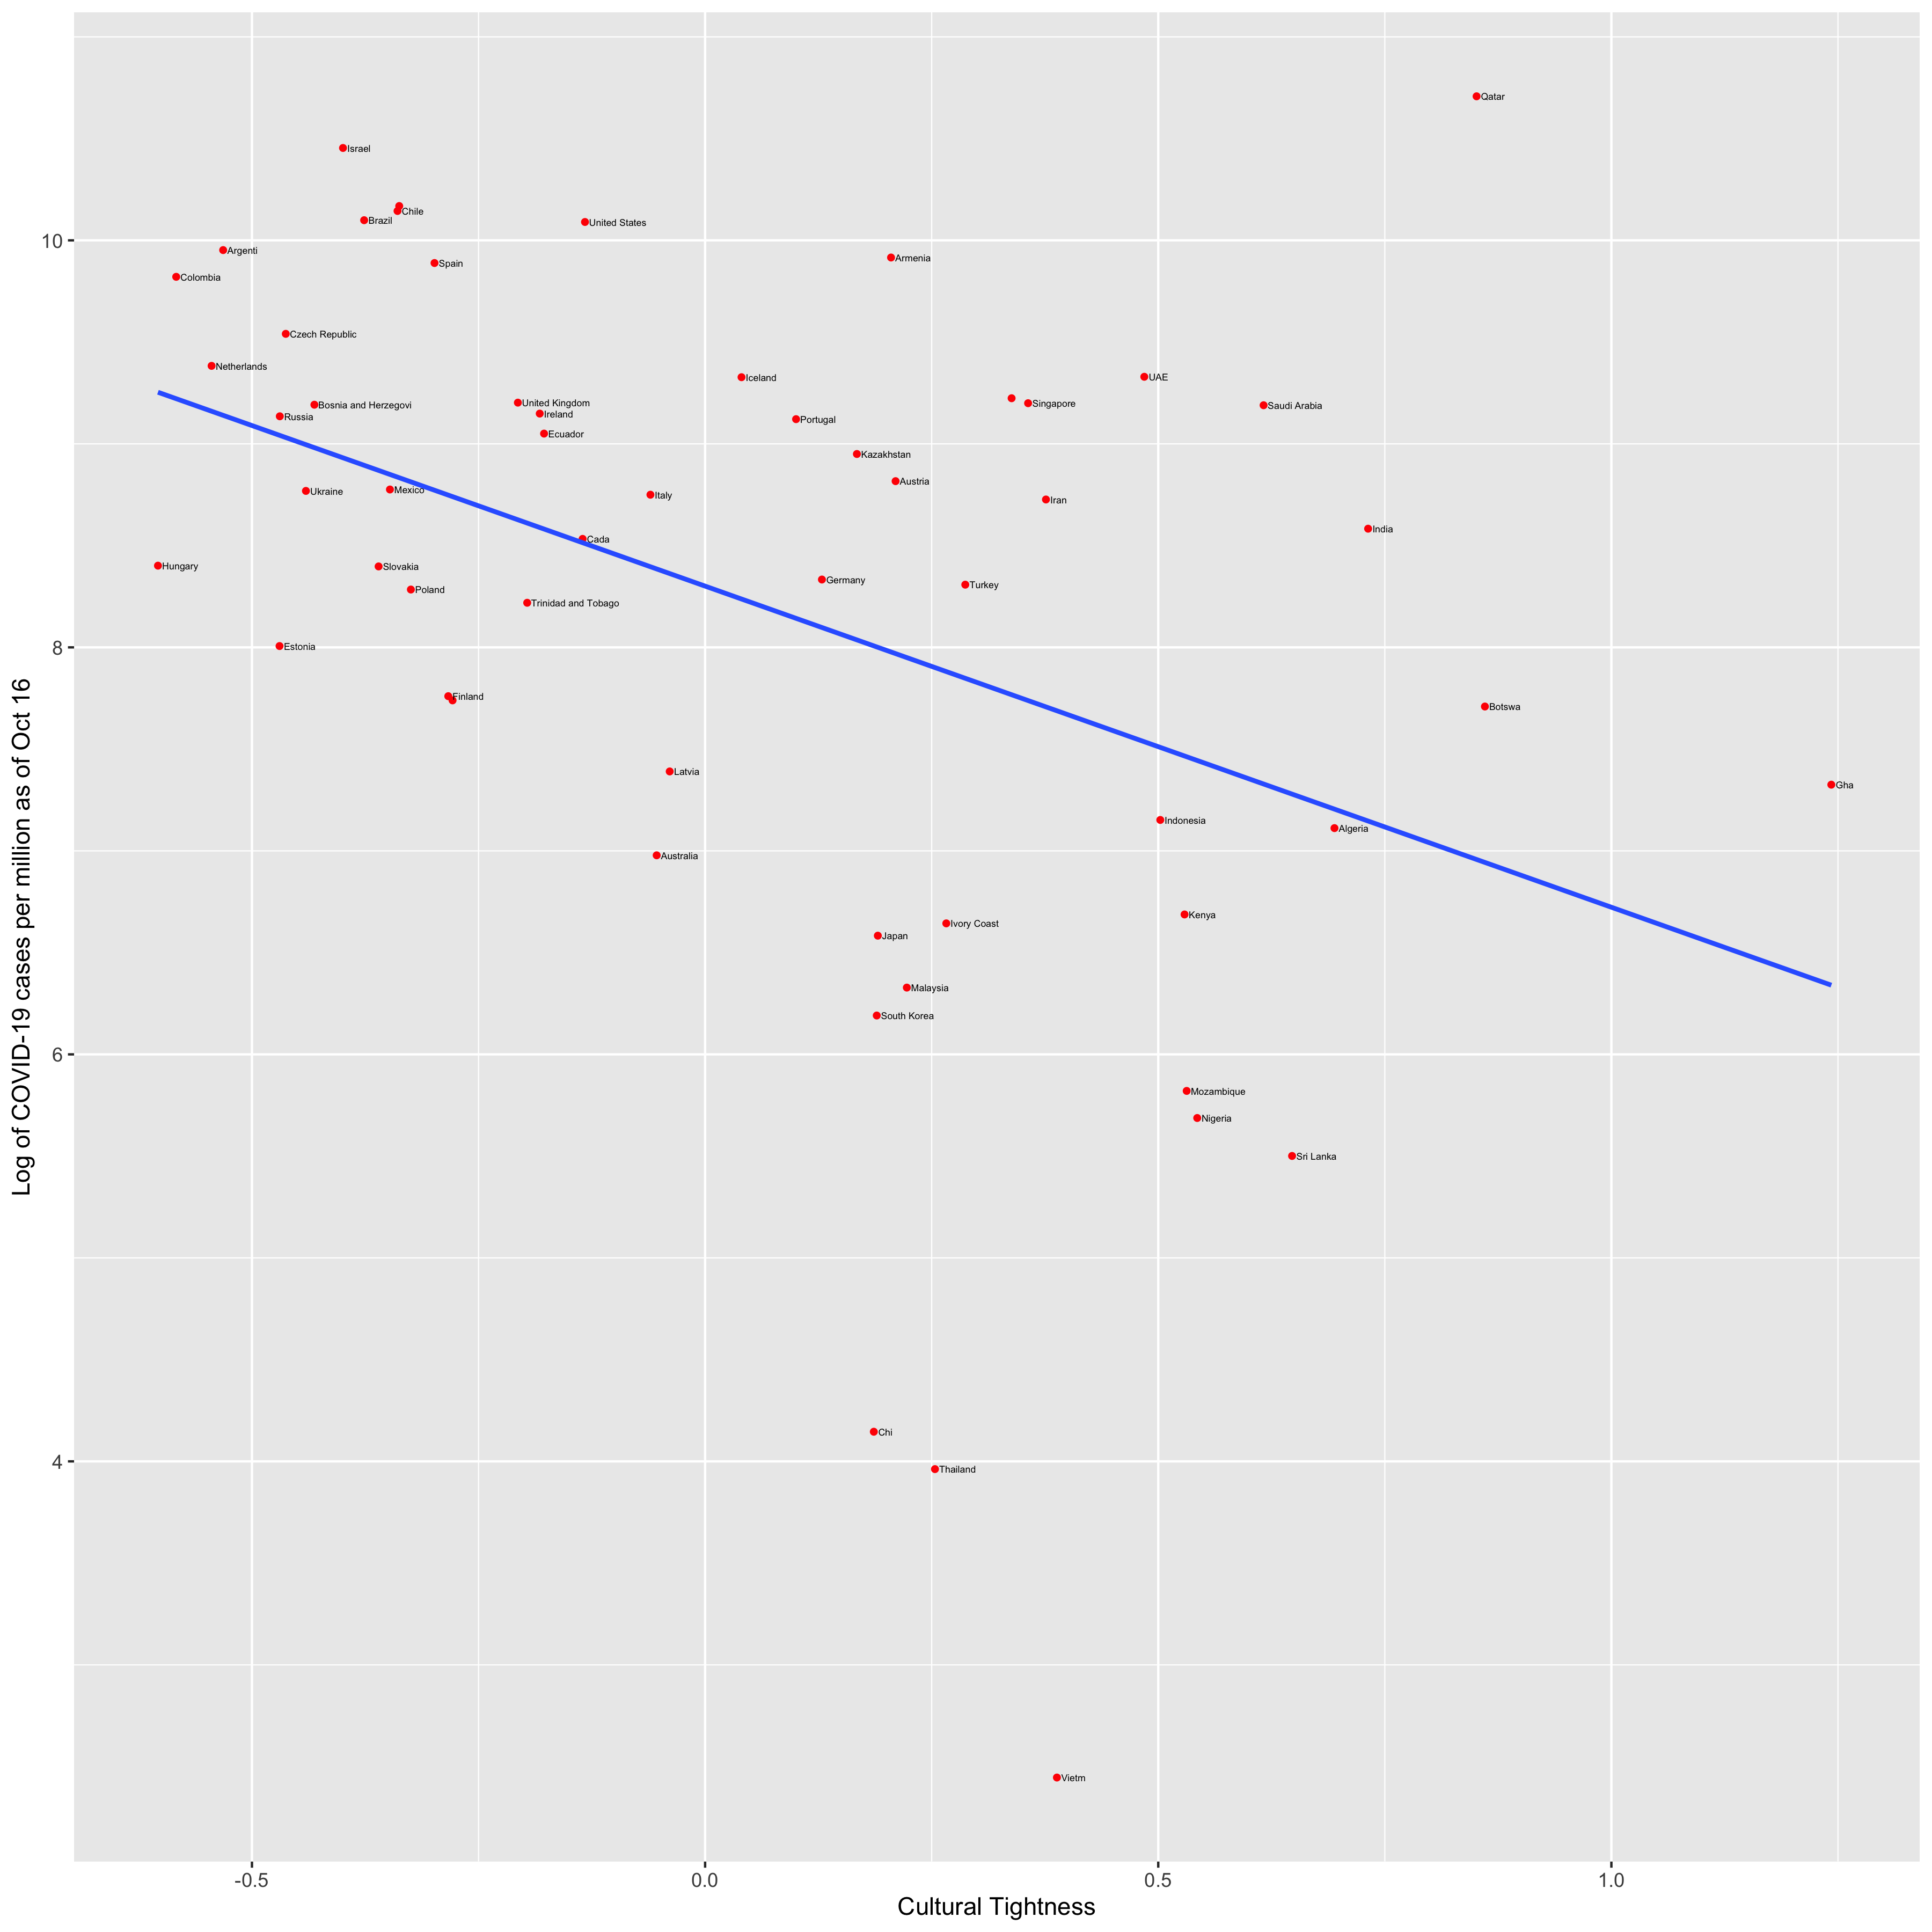 Qatar
Israel
Chile
Brazil
United States
Argenti
Armenia
Spain
Colombia
Czech Republic
Netherlands
Iceland
UAE
United Kingdom
Singapore
Bosnia and Herzegovi
Saudi Arabia
Ireland
Russia
Portugal
Ecuador
Kazakhstan
Austria
Mexico
Ukraine
Italy
Iran
India
Cada
Hungary
Slovakia
Germany
Turkey
Poland
Trinidad and Tobago
Estonia
Finland
Botswa
Latvia
Gha
Indonesia
Algeria
Australia
Kenya
Ivory Coast
Japan
Malaysia
South Korea
Mozambique
Nigeria
Sri Lanka
Chi
Thailand
Vietm
10
8
6
4
-0.5
0.0
0.5
1.0
Cultural Tightness
Log of COVID-19 cases per million as of Oct 16